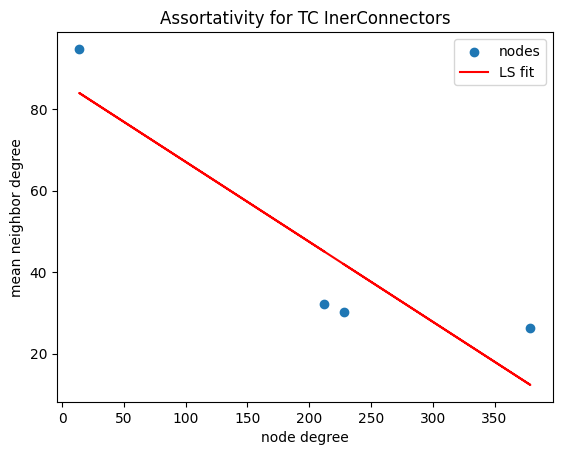 Assortativity for TC InerConnectors
nodes
LS fit
mean neighbor degree
80
60
40
20
0
50
100
150
200
250
300
350
node degree